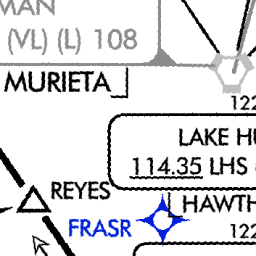 MAN
(VL) (L) 108
MURIETA
122
LAKE HU
114.35 LHS
REYES
HAWTH
FRASR
122